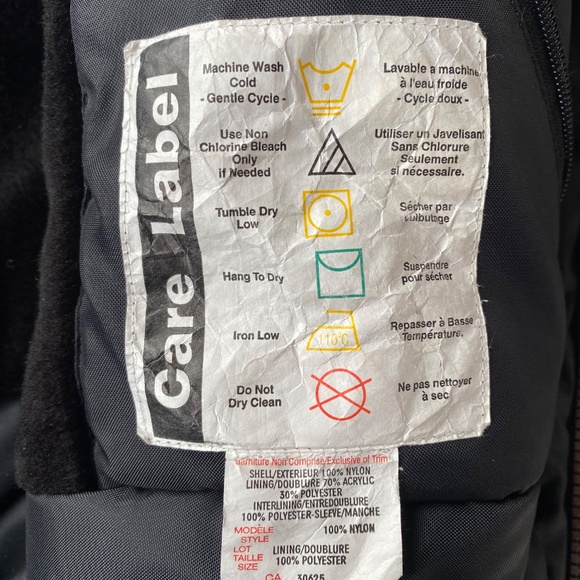 Care Label
Machine Wash
Cold
- Gentle Cycle -
Lavable a machine
à l'eau froide
- Cycle doux -
Use Non
Chlorine Bleach
Only
if Needed
Utiliser un Javelisant
Sans Chlorure
Seulement
si nécessaire.
Tumble Dry
Low
Sécher par
culbutage
Hang To Dry
Suspendre
pour sécher
Iron Low
110°C
Repasser à Basse
Température.
Do Not
Dry Clean
Ne pas nettoyer
à sec
Garniture Non Comprise/Exclusive of Trim
SHELL/EXTERIEUR 100% NYLON
LINING/DOUBLURE 70% ACRYLIC
30% POLYESTER
INTERLINING/ENTREDOUBLURE
100% POLYESTER-SLEEVE/MANCHE
MODÈLE 100% NYLON
STYLE
LOT LINING/DOUBLURE
TAILLE 100% POLYESTER
SIZE
CA 30625